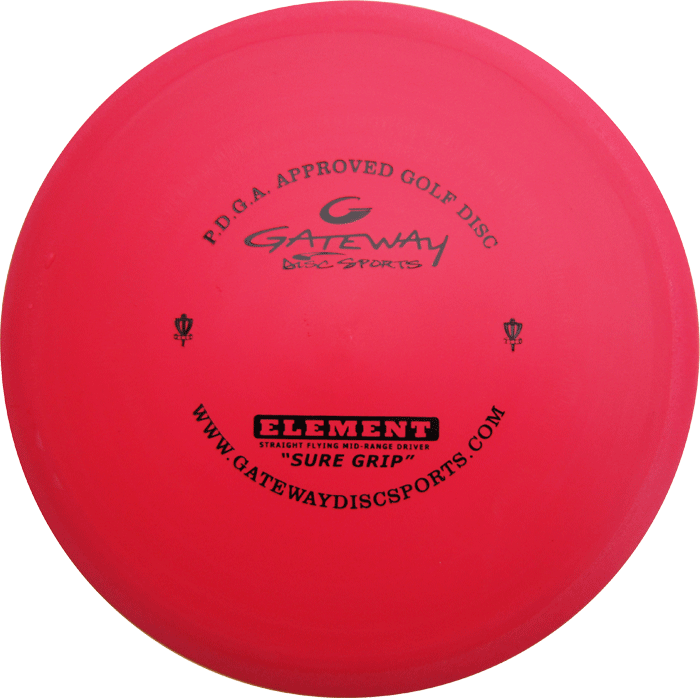 P.D.G.A. APPROVED GOLF DISC
G
GATEWAY
DISC SPORTS
ELEMENT
STRAIGHT FLYING MID-RANGE DRIVER
"SURE GRIP"
WWW.GATEWAYDISCSPORTS.COM